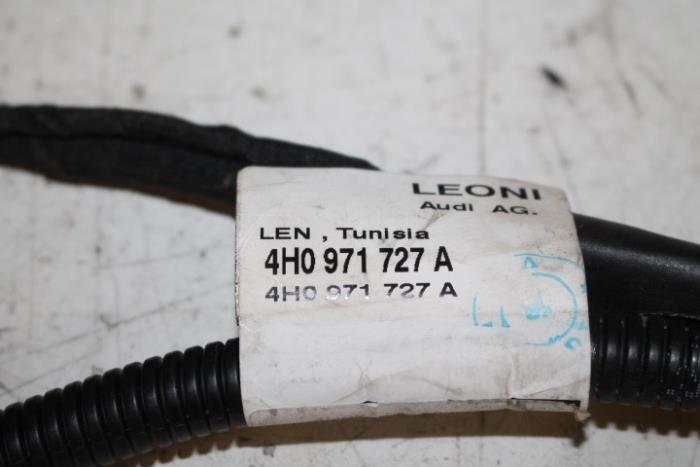 LEONI
Audi AG.
LEN , Tunisia
4H0 971 727 A
4H0 971 727 A